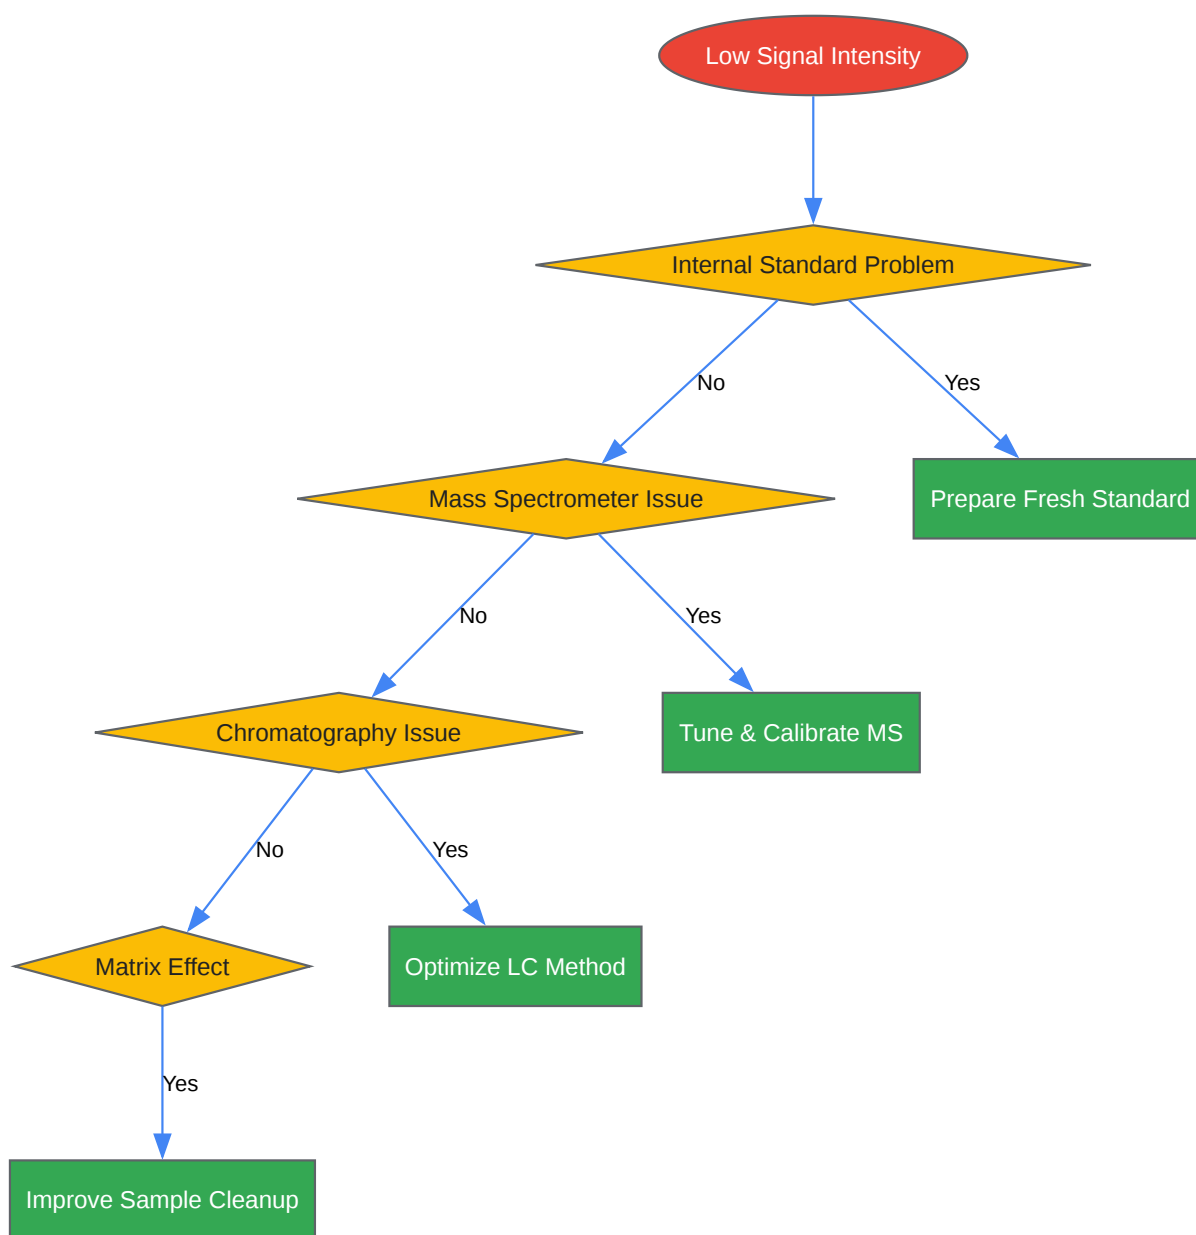 Low Signal Intensity
Internal Standard Problem
No
Yes
Mass Spectrometer Issue
Prepare Fresh Standard
No
Yes
Chromatography Issue
Tune & Calibrate MS
No
Yes
Matrix Effect
Optimize LC Method
Yes
Improve Sample Cleanup